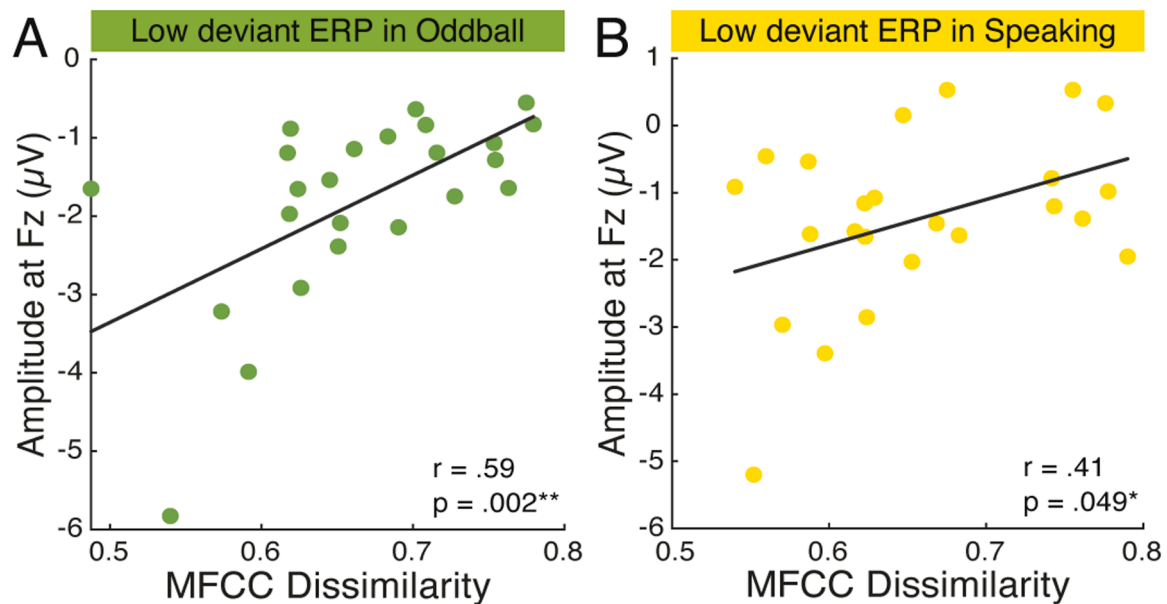 A
Low deviant ERP in Oddball
0
-1
-2
-3
-4
-5
-6
Amplitude at Fz (µV)
r = .59
p = .002**
0.5 0.6 0.7 0.8
MFCC Dissimilarity
B
Low deviant ERP in Speaking
1
0
-1
-2
-3
-4
-5
-6
Amplitude at Fz (µV)
r = .41
p = .049*
0.5 0.6 0.7 0.8
MFCC Dissimilarity